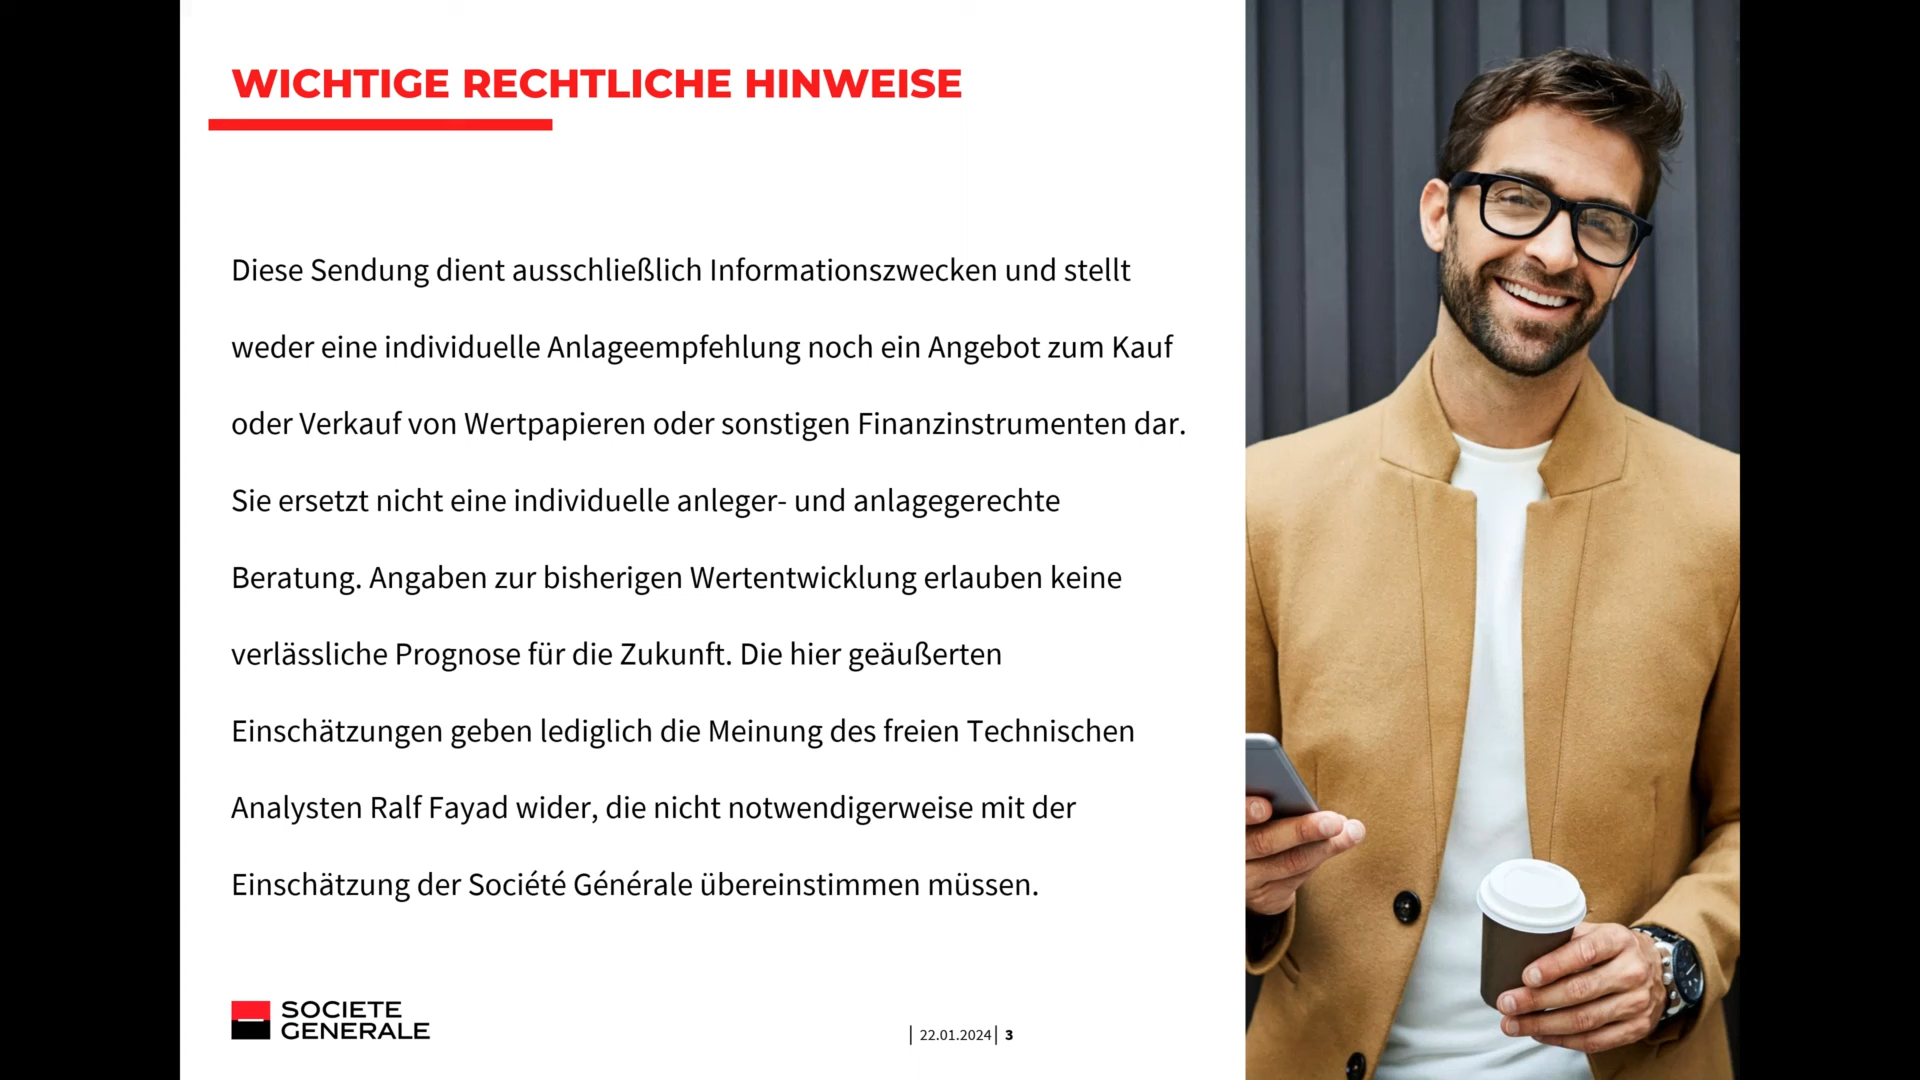 WICHTIGE RECHTLICHE HINWEISE
Diese Sendung dient ausschließlich Informationszwecken und stellt
weder eine individuelle Anlageempfehlung noch ein Angebot zum Kauf
oder Verkauf von Wertpapieren oder sonstigen Finanzinstrumenten dar.
Sie ersetzt nicht eine individuelle anleger- und anlagegerechte
Beratung. Angaben zur bisherigen Wertentwicklung erlauben keine
verlässliche Prognose für die Zukunft. Die hier geäußerten
Einschätzungen geben lediglich die Meinung des freien Technischen
Analysten Ralf Fayad wider, die nicht notwendigerweise mit der
Einschätzung der Société Générale übereinstimmen müssen.
SOCIETE
GENERALE
| 22.01.2024 | 3